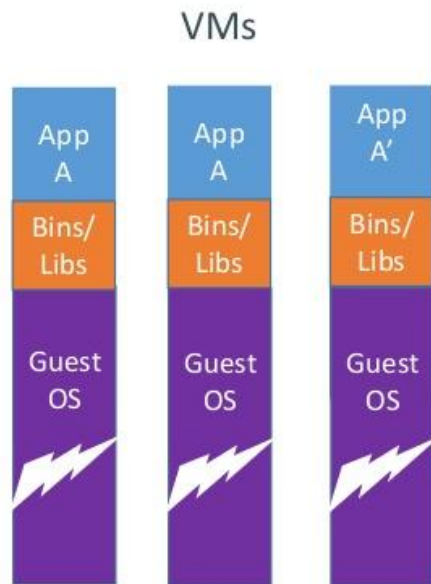 VMs
App
A
Bins/
Libs
Guest
OS
App
A
Bins/
Libs
Guest
OS
App
A’
Bins/
Libs
Guest
OS